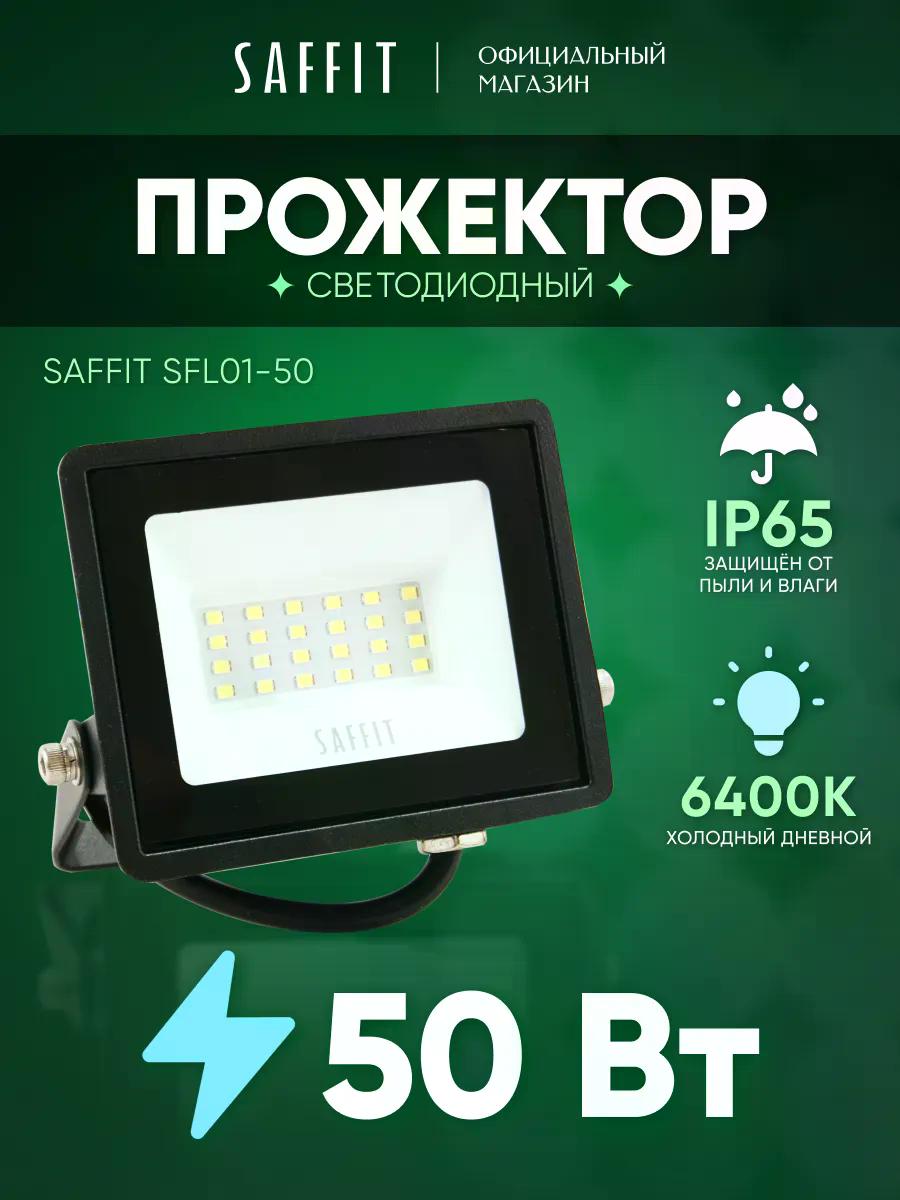 SAFFIT
ОФИЦИАЛЬНЫЙ
МАГАЗИН
ПРОЖЕКТОР
СВЕТОДИОДНЫЙ
SAFFIT SFL01-50
IP65
ЗАЩИЩЁН ОТ
ПЫЛИ И ВЛАГИ
SAFFIT
6400K
ХОЛОДНЫЙ ДНЕВНОЙ
50 Вт